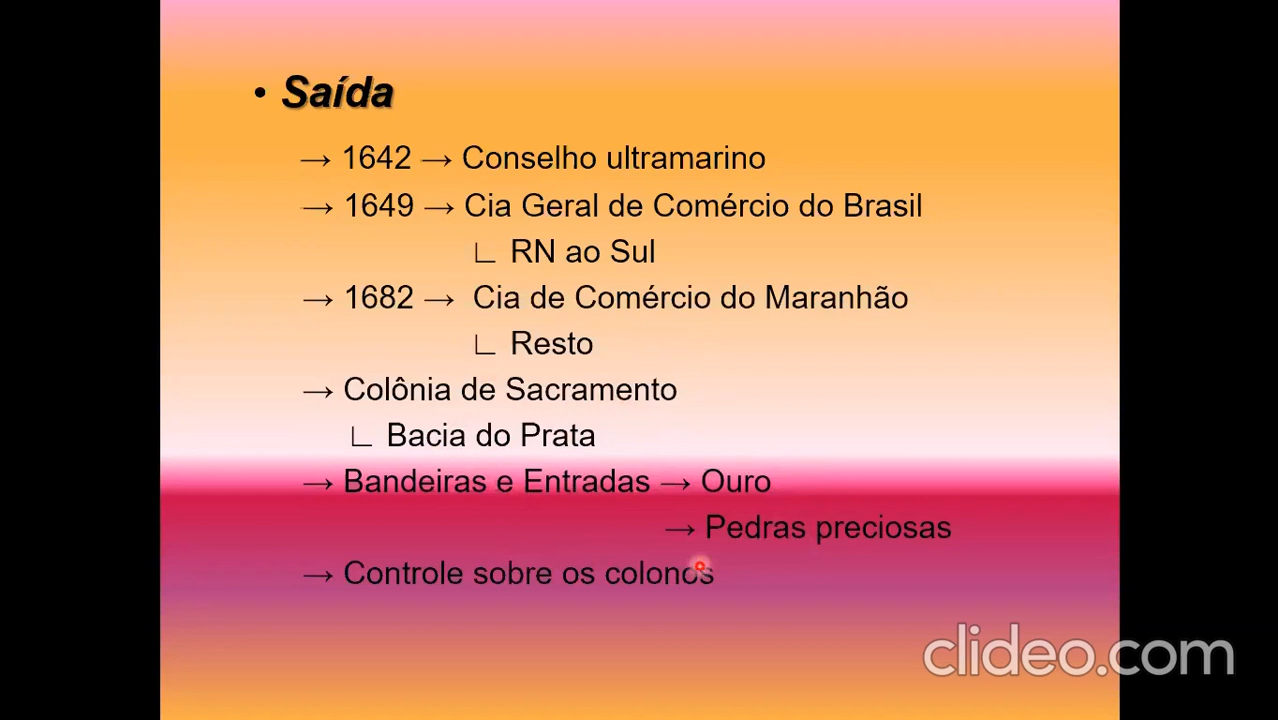 • Saída
→ 1642 → Conselho ultramarino
→ 1649 → Cia Geral de Comércio do Brasil
∟ RN ao Sul
→ 1682 → Cia de Comércio do Maranhão
∟ Resto
→ Colônia de Sacramento
∟ Bacia do Prata
→ Bandeiras e Entradas → Ouro
→ Pedras preciosas
→ Controle sobre os colonos
clideo.com